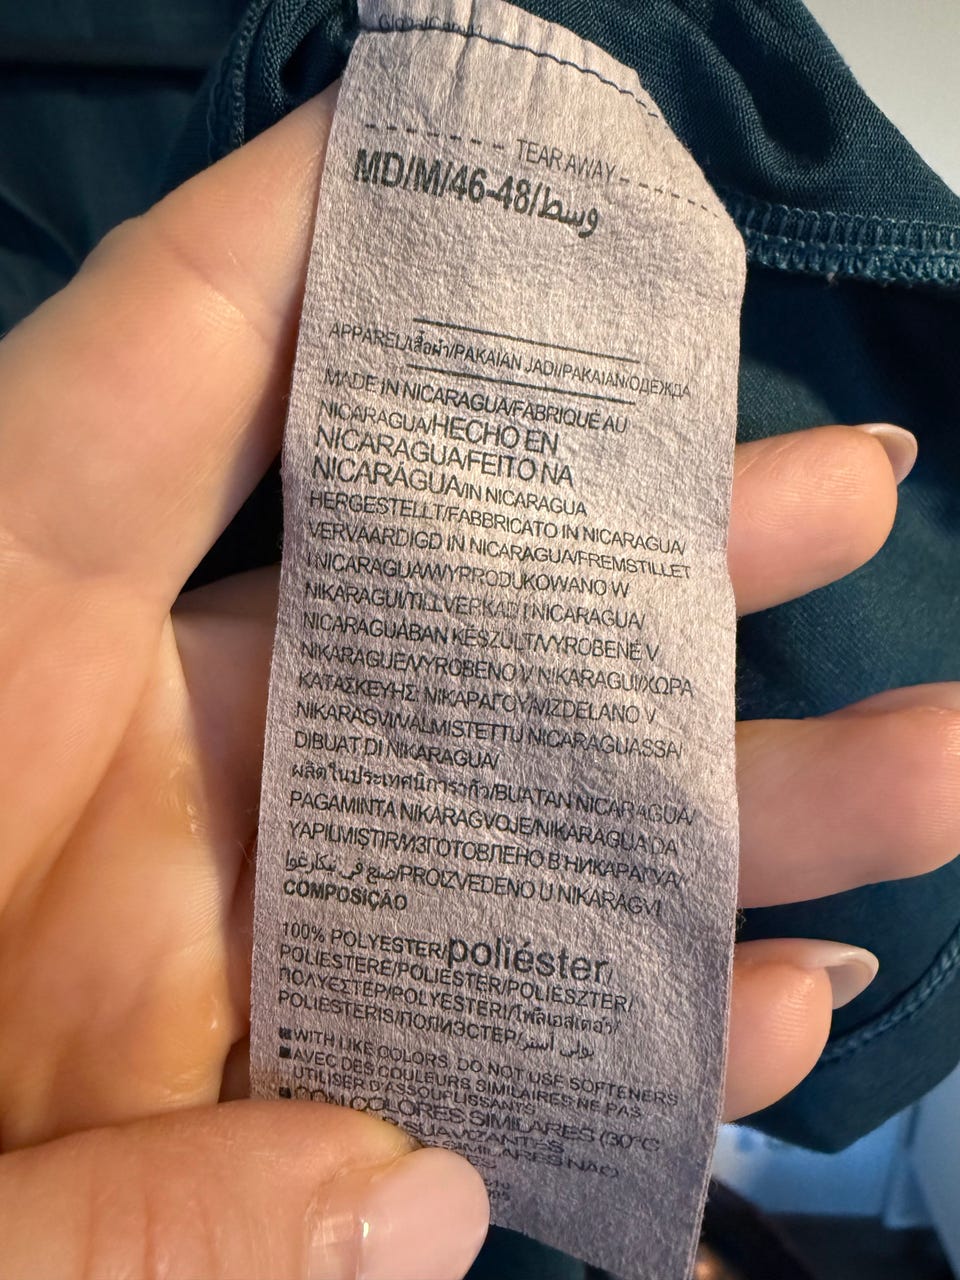 TEAR AWAY
MD/M/46-48/وسط
APPAREL/เสื้อผ้า/PAKAIAN JADI/PAKAIAN/ОДЕЖДА
MADE IN NICARAGUA/FABRIQUÉ AU
NICARAGUA/HECHO EN
NICARAGUA/FEITO NA
NICARÁGUA/IN NICARAGUA
HERGESTELLT/FABBRICATO IN NICARAGUA/
VERVAARDIGD IN NICARAGUA/FREMSTILLET
I NICARAGUA/WYPRODUKOWANO W
NIKARAGUI/TILLVERKAD I NICARAGUA/
NICARAGUÁBAN KÉSZÜLT/VYROBENÉ V
NIKARAGUE/VYROBENO V NIKARAGUI/ΧΩΡΑ
ΚΑΤΑΣΚΕΥΗΣ: ΝΙΚΑΡΑΓΟΥΑ/IZDELANO V
NIKARAGVI/VALMISTETTU NICARAGUASSA/
DIBUAT DI NIKARAGUA/
ผลิตในประเทศนิการากัว/BUATAN NICARAGUA/
PAGAMINTA NIKARAGVOJE/NIKARAGUA'DA
YAPILMIŞTIR/ИЗГОТОВЛЕНО В НИКАРАГУА/
صنع في نيكاراغوا/PROIZVEDENO U NIKARAGVI
COMPOSIÇÃO
100% POLYESTER/poliéster/
POLIESTERE/POLIÉSTER/POLIESZTER/
ΠΟΛΥΕΣΤΕΡ/POLYESTERI/โพลีเอสเตอร์/
POLIESTERIS/ПОЛИЭСТЕР/بولي أستر
■WITH LIKE COLORS, DO NOT USE SOFTENERS
■AVEC DES COULEURS SIMILAIRES NE PAS
UTILISER D'ASSOUPLISSANTS
■CON COLORES SIMILARES (30°C
SUAVIZANTES
SIMILARES NÃO